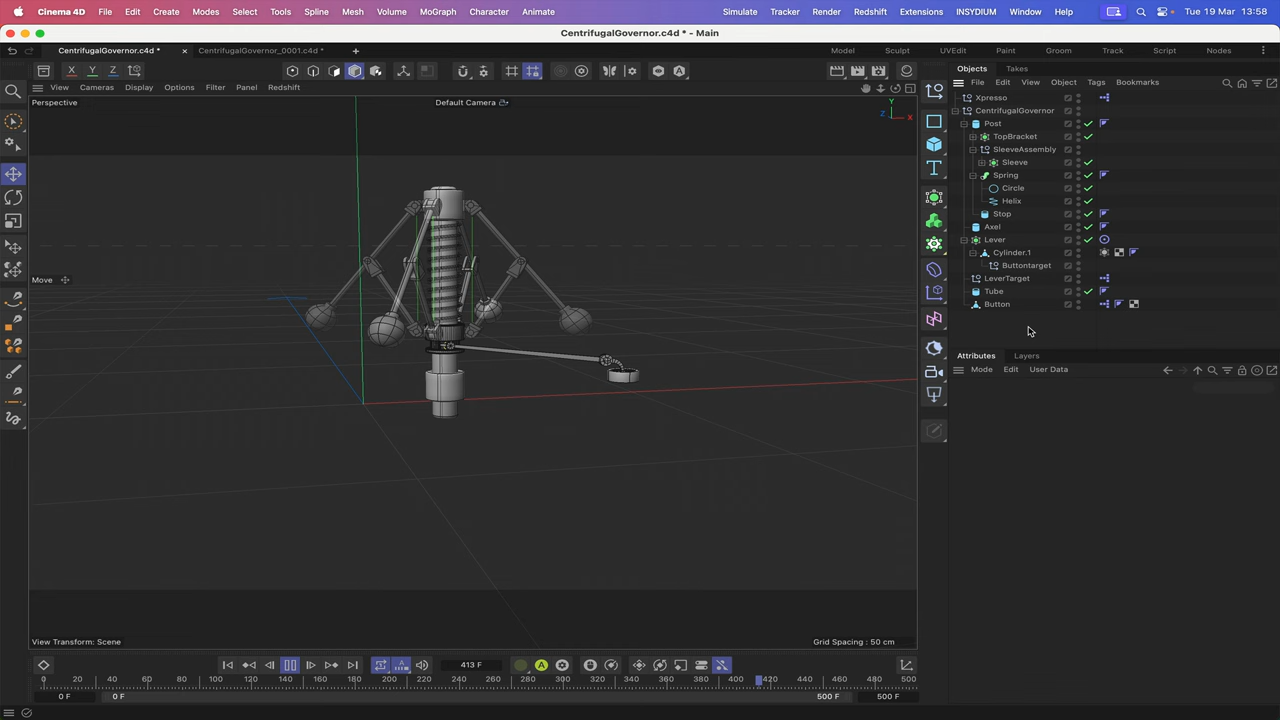 Cinema 4D File Edit Create Modes Select Tools Spline Mesh Volume MoGraph Character Animate Simulate Tracker Render Redshift Extensions INSYDIUM Window Help Tue 19 Mar 13:58
CentrifugalGovernor.c4d * - Main
CentrifugalGovernor.c4d * × CentrifugalGovernor_0001.c4d * + Model Sculpt UVEdit Paint Groom Track Script Nodes
X Y Z
Objects Takes
File Edit View Object Tags Bookmarks
View Cameras Display Options Filter Panel Redshift
Perspective Default Camera
Y
Z X
Xpresso
CentrifugalGovernor
Post
TopBracket
SleeveAssembly
Sleeve
Spring
Circle
Helix
Stop
Axel
Lever
Cylinder.1
Buttontarget
LeverTarget
Tube
Button
Move
Attributes Layers
Mode Edit User Data
View Transform: Scene Grid Spacing : 50 cm
413 F
0 20 40 60 80 100 120 140 160 180 200 220 240 260 280 300 320 340 360 380 400 420 440 460 480 500
0 F 0 F 500 F 500 F